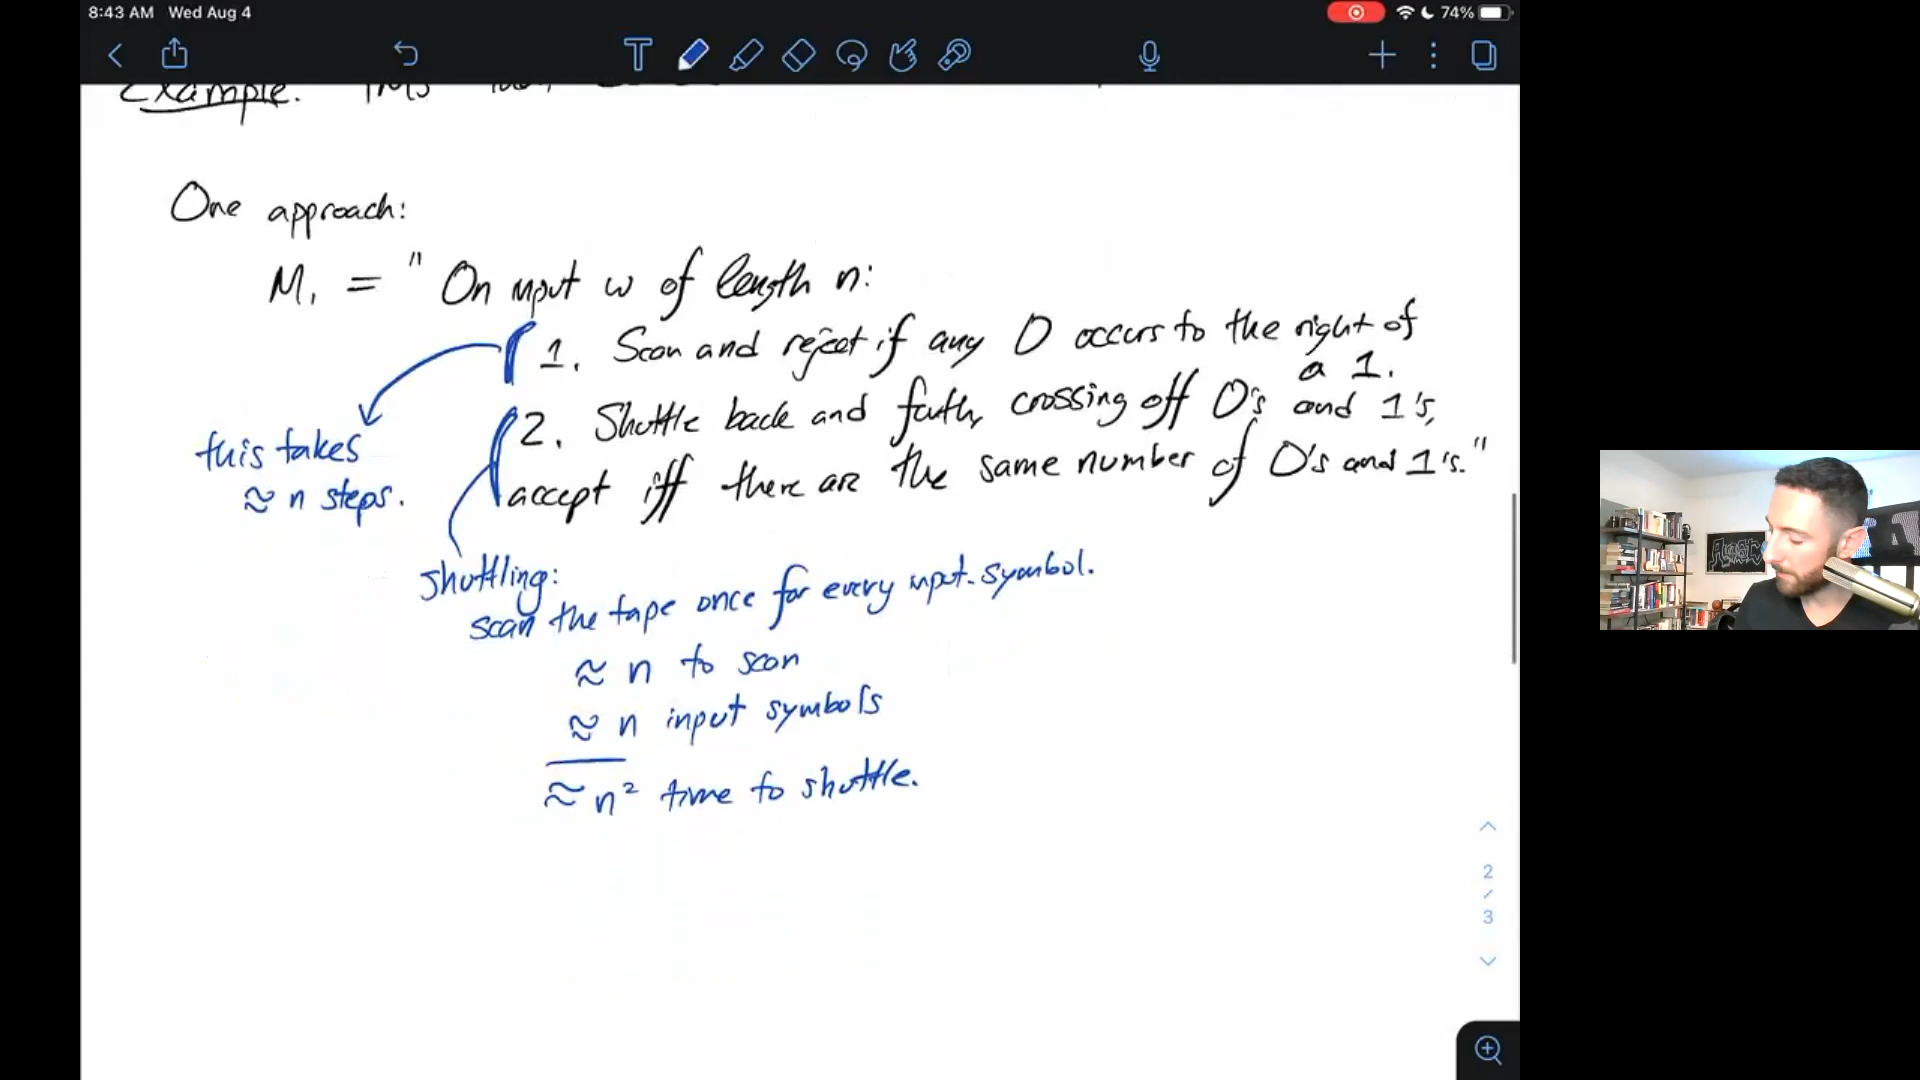 8:43 AM Wed Aug 4
74%
Example.
One approach:
M₁ = " On input w of length n:
1. Scan and reject if any 0 occurs to the right of
a 1.
2. Shuttle back and forth, crossing off 0's and 1's,
accept iff there are the same number of 0's and 1's."
this takes
≈ n steps.
shuttling:
scan the tape once for every input-symbol.
≈ n to scan
≈ n input symbols
≈ n² time to shuttle.
2
/
3